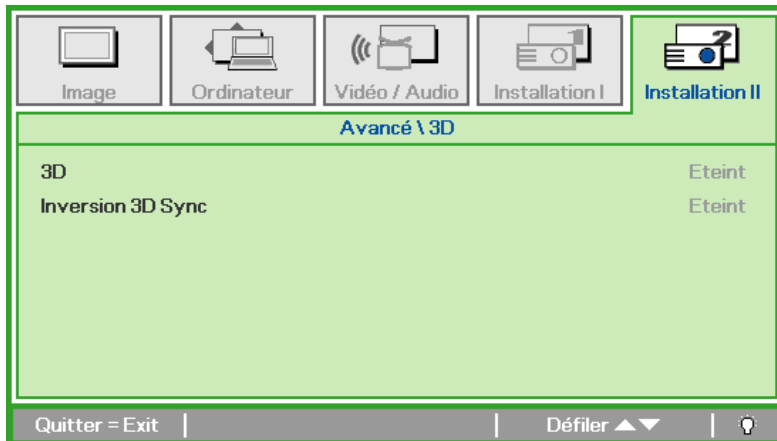 Image
Ordinateur
Vidéo / Audio
Installation I
Installation II
Avancé \ 3D
3D Eteint
Inversion 3D Sync Eteint
Quitter = Exit Défiler ▲▼